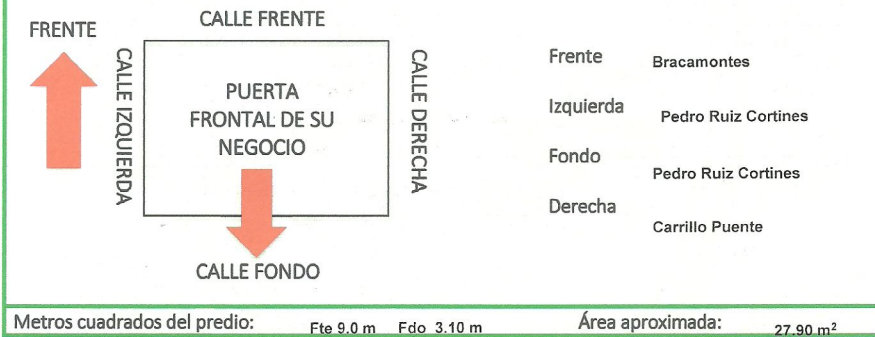 CALLE FRENTE
FRENTE
CALLE IZQUIERDA
PUERTA
FRONTAL DE SU
NEGOCIO
CALLE DERECHA
CALLE FONDO
Frente Bracamontes
Izquierda Pedro Ruiz Cortines
Fondo Pedro Ruiz Cortines
Derecha Carrillo Puente
Metros cuadrados del predio: Fte 9.0 m Fdo 3.10 m Área aproximada: 27.90 m²